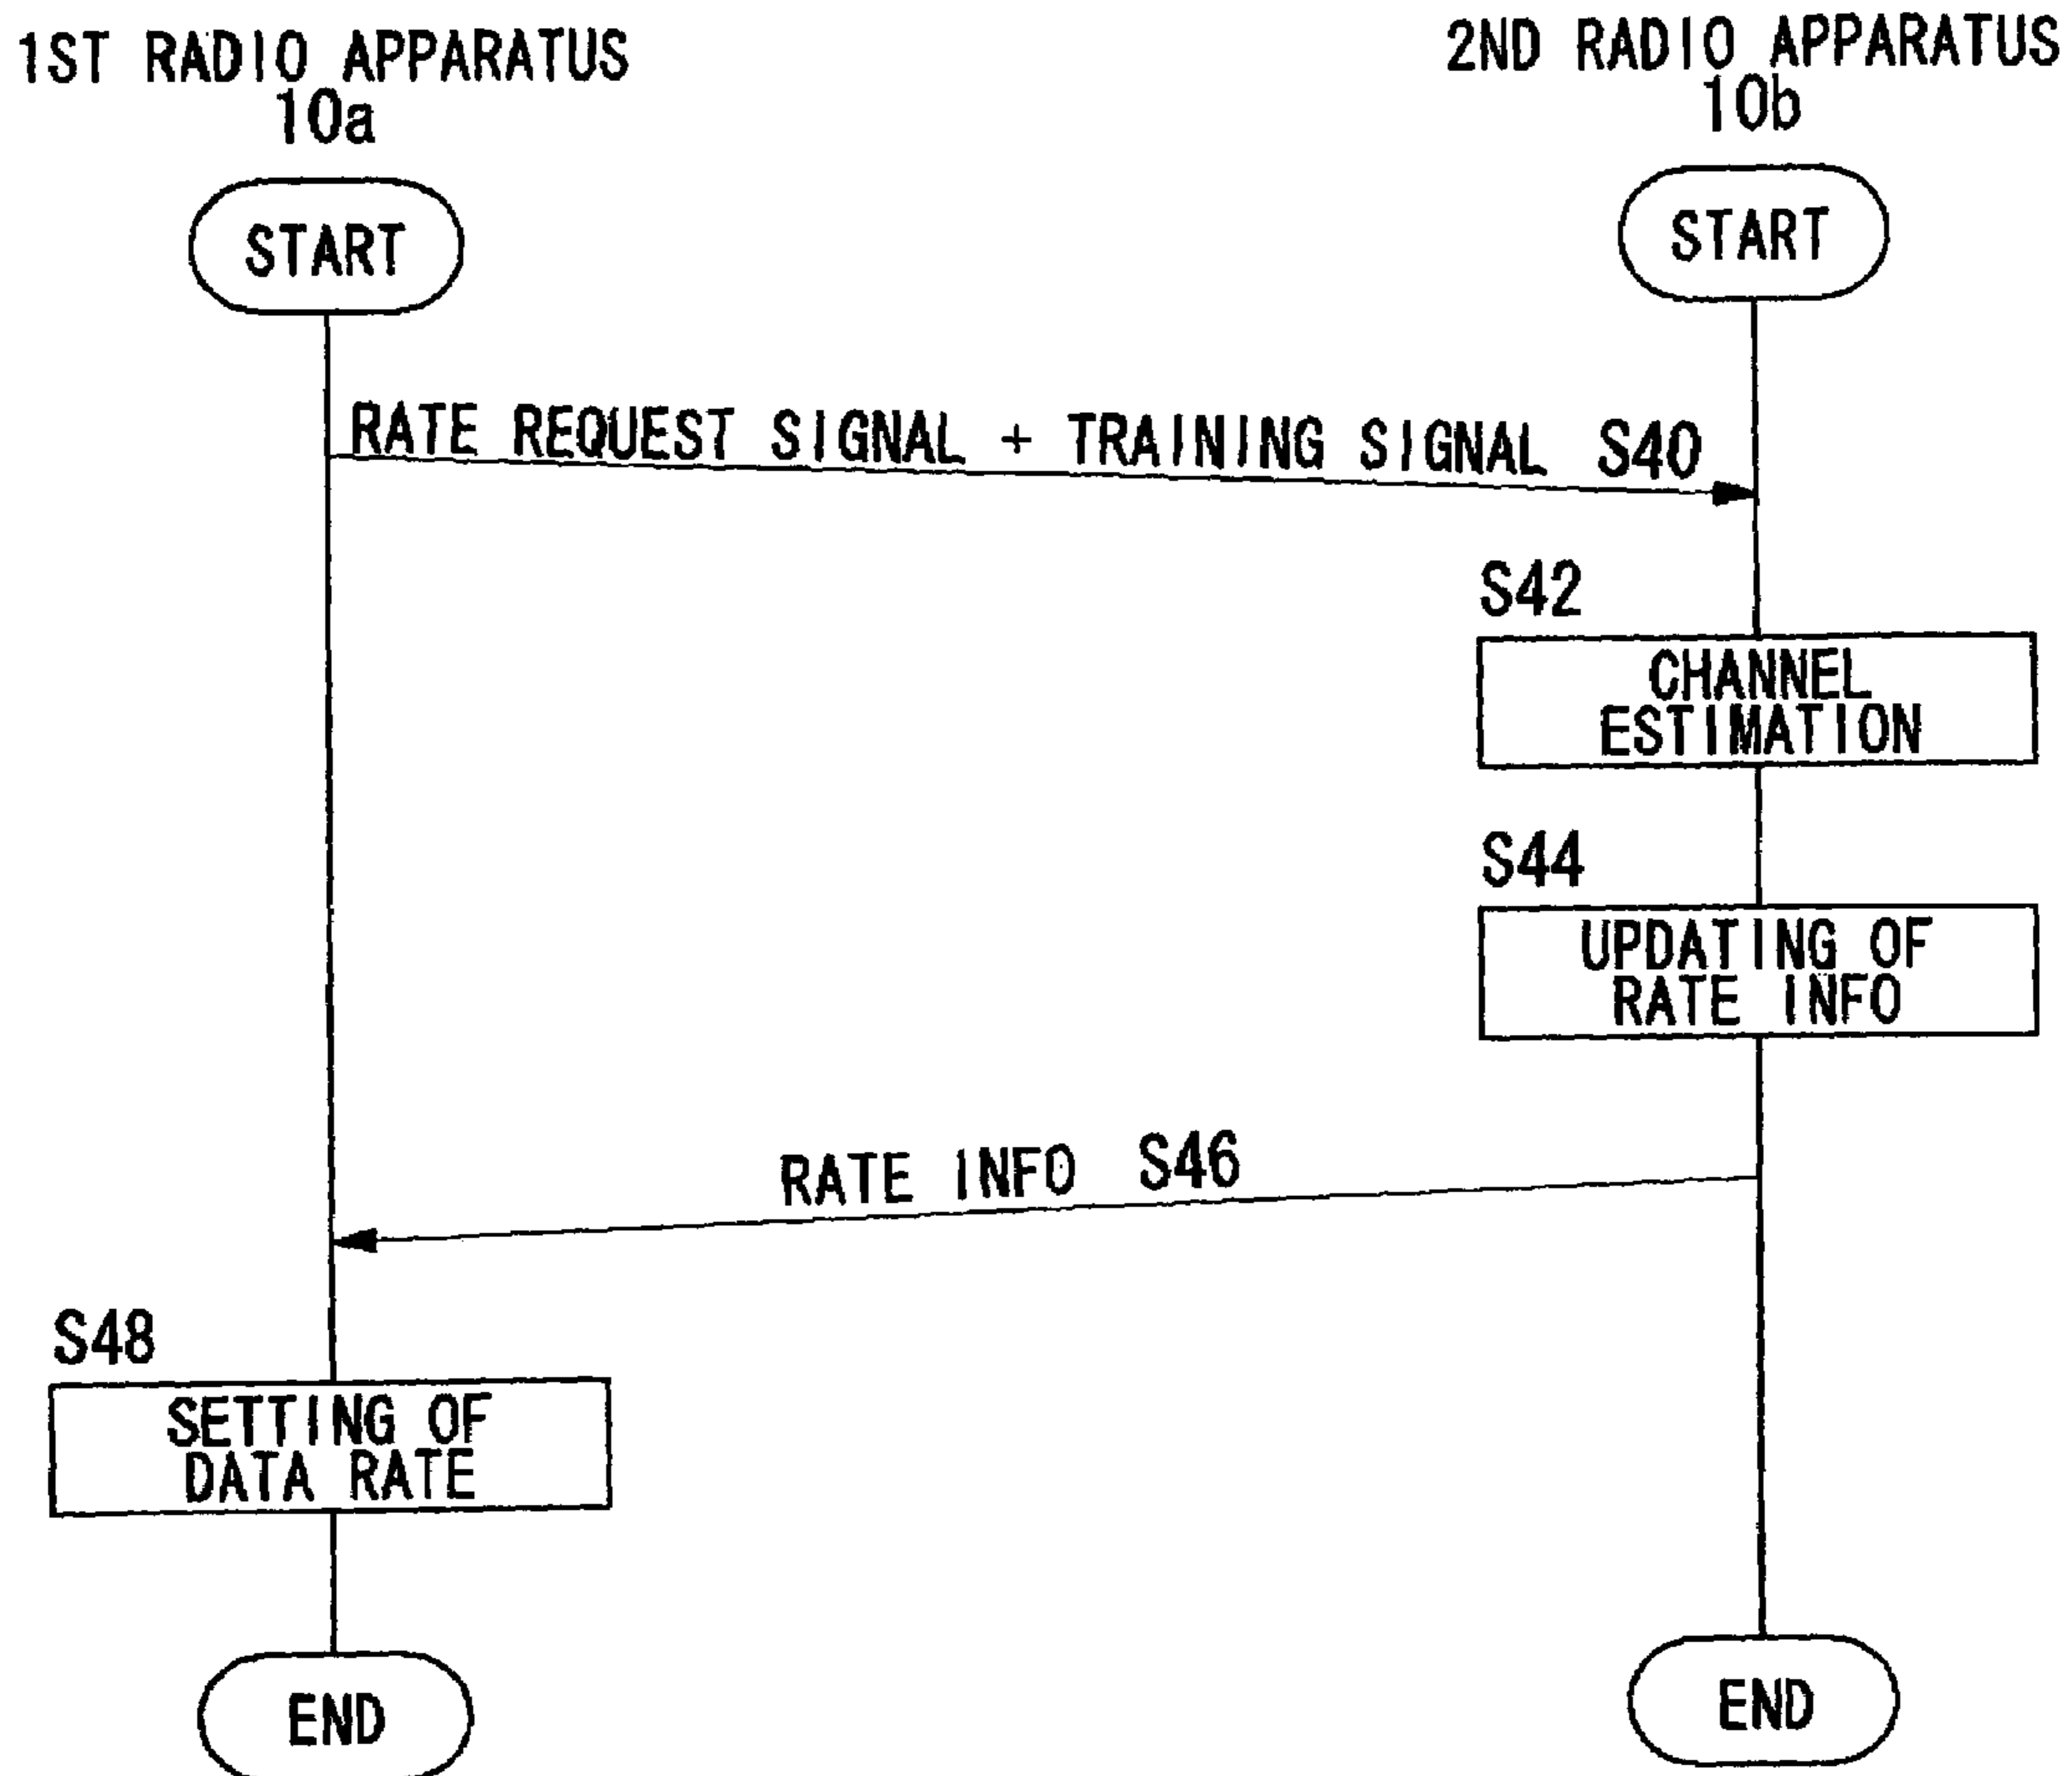 1ST RADIO APPARATUS
10a
2ND RADIO APPARATUS
10b
START
START
RATE REQUEST SIGNAL + TRAINING SIGNAL S40
S42
CHANNEL
ESTIMATION
S44
UPDATING OF
RATE INFO
RATE INFO S46
S48
SETTING OF
DATA RATE
END
END